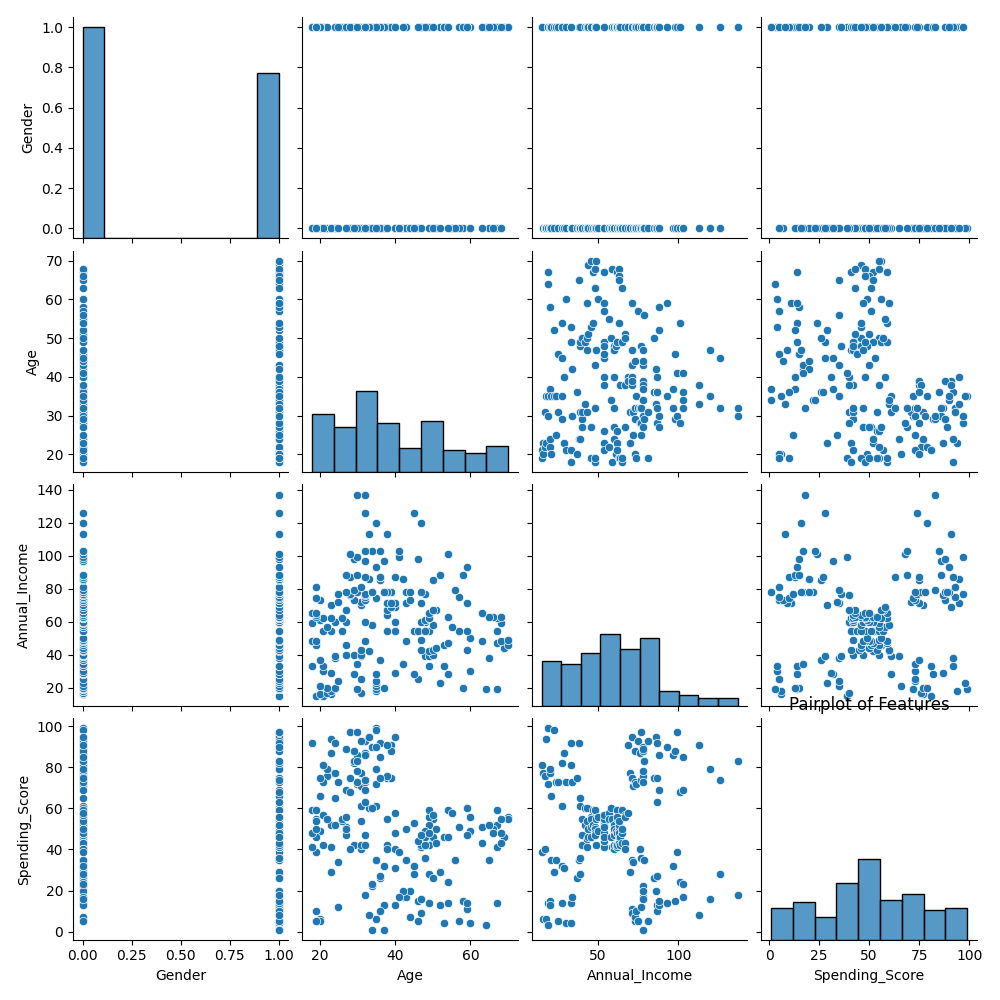 1.0
0.8
0.6
0.4
0.2
0.0
Gender
70
60
50
40
30
20
Age
140
120
100
80
60
40
20
Annual_Income
Pairplot of Features
100
80
60
40
20
0
Spending_Score
0.00 0.25 0.50 0.75 1.00
20 40 60
50 100
0 25 50 75 100
Gender Age Annual_Income Spending_Score